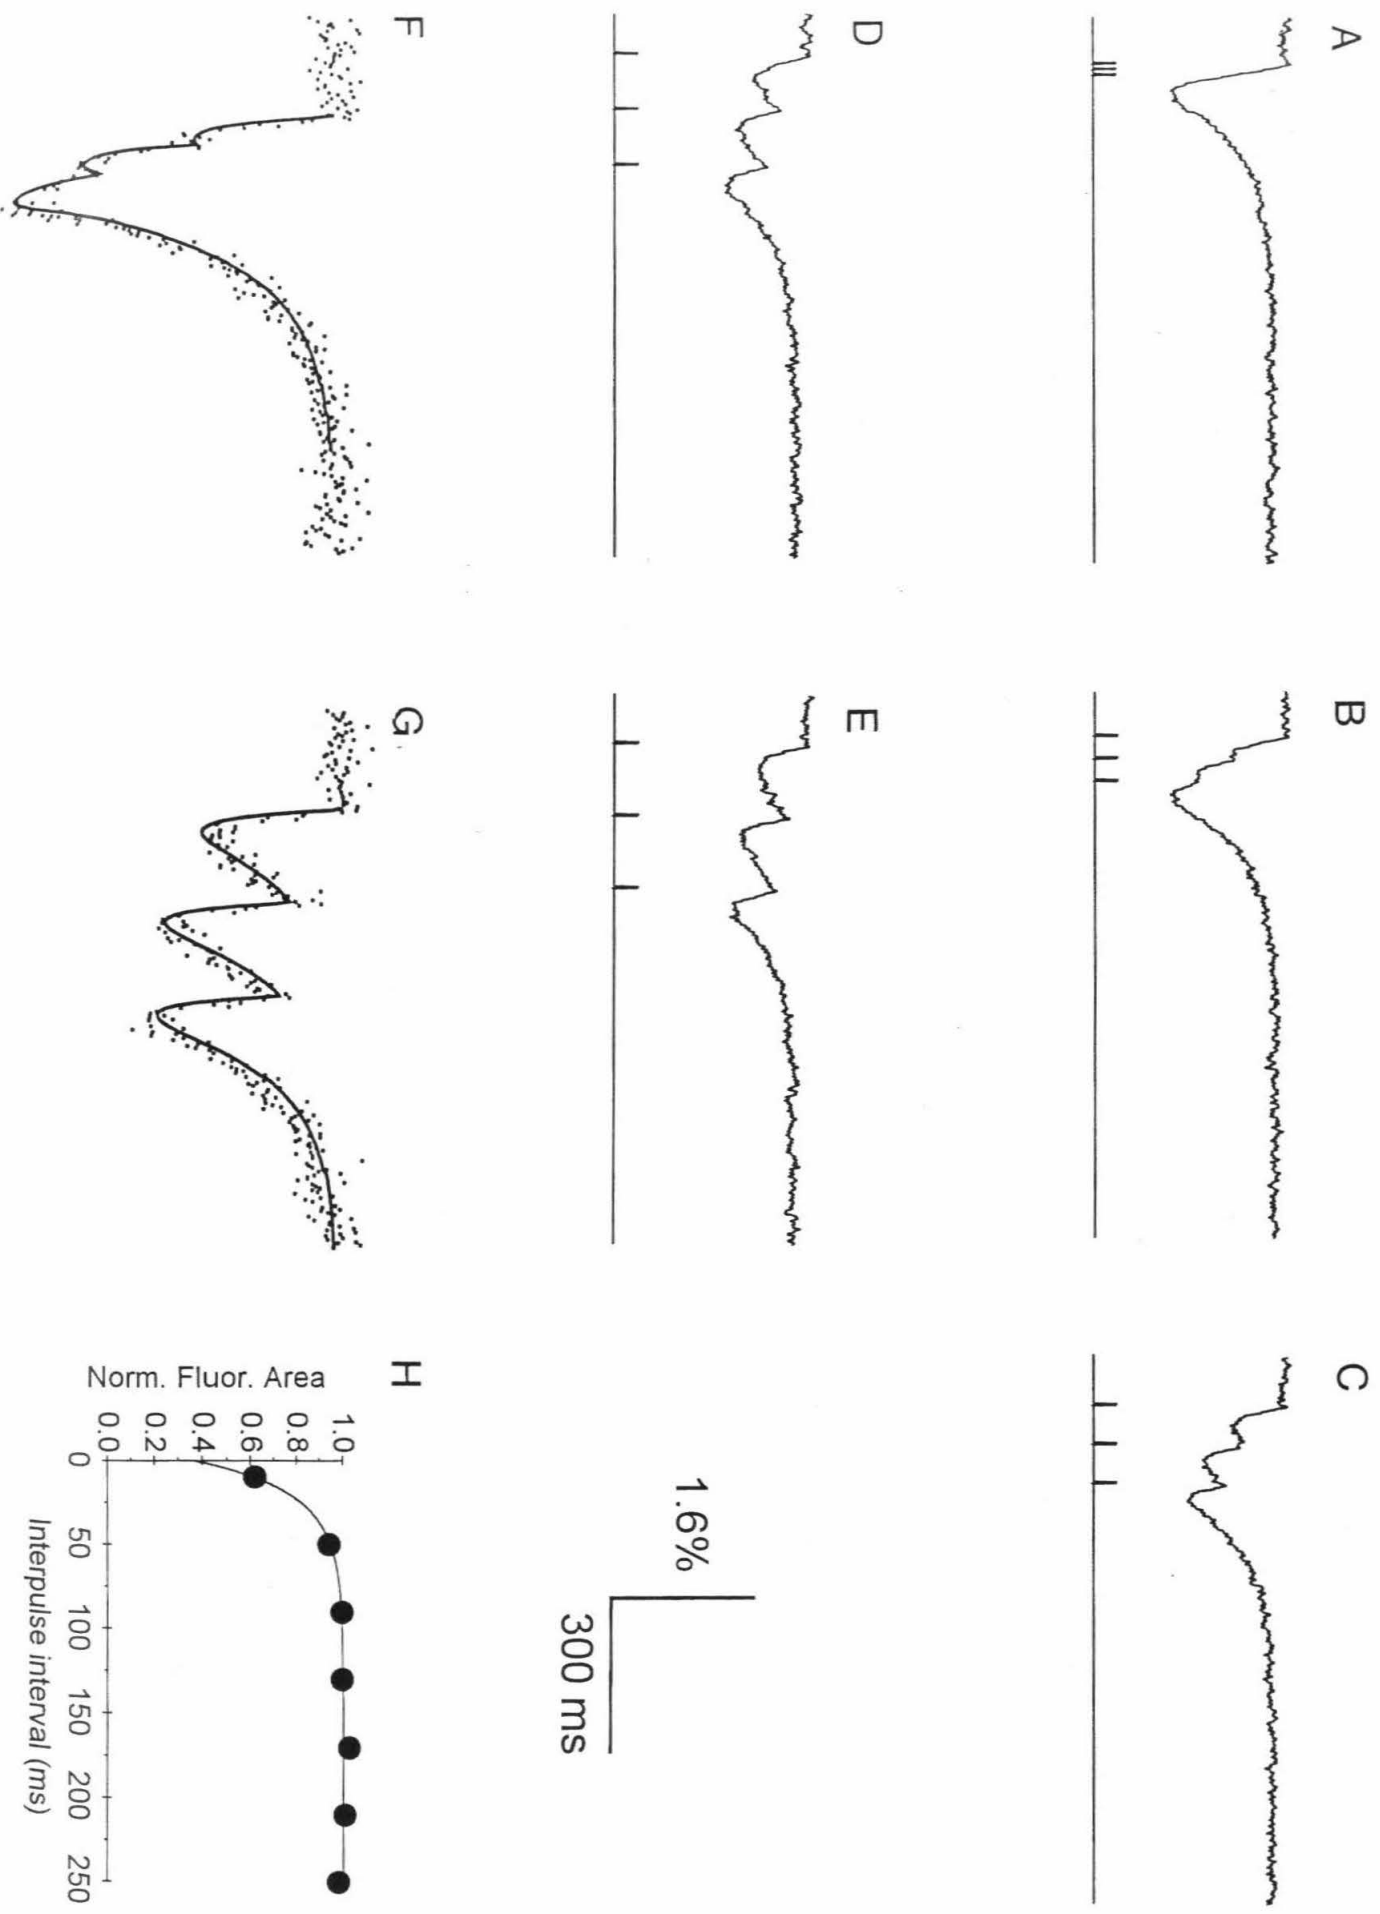 A
B
C
D
E
1.6%
300 ms
F
G
H
Norm. Fluor. Area
1.0
0.8
0.6
0.4
0.2
0.0
0 50 100 150 200 250
Interpulse interval (ms)